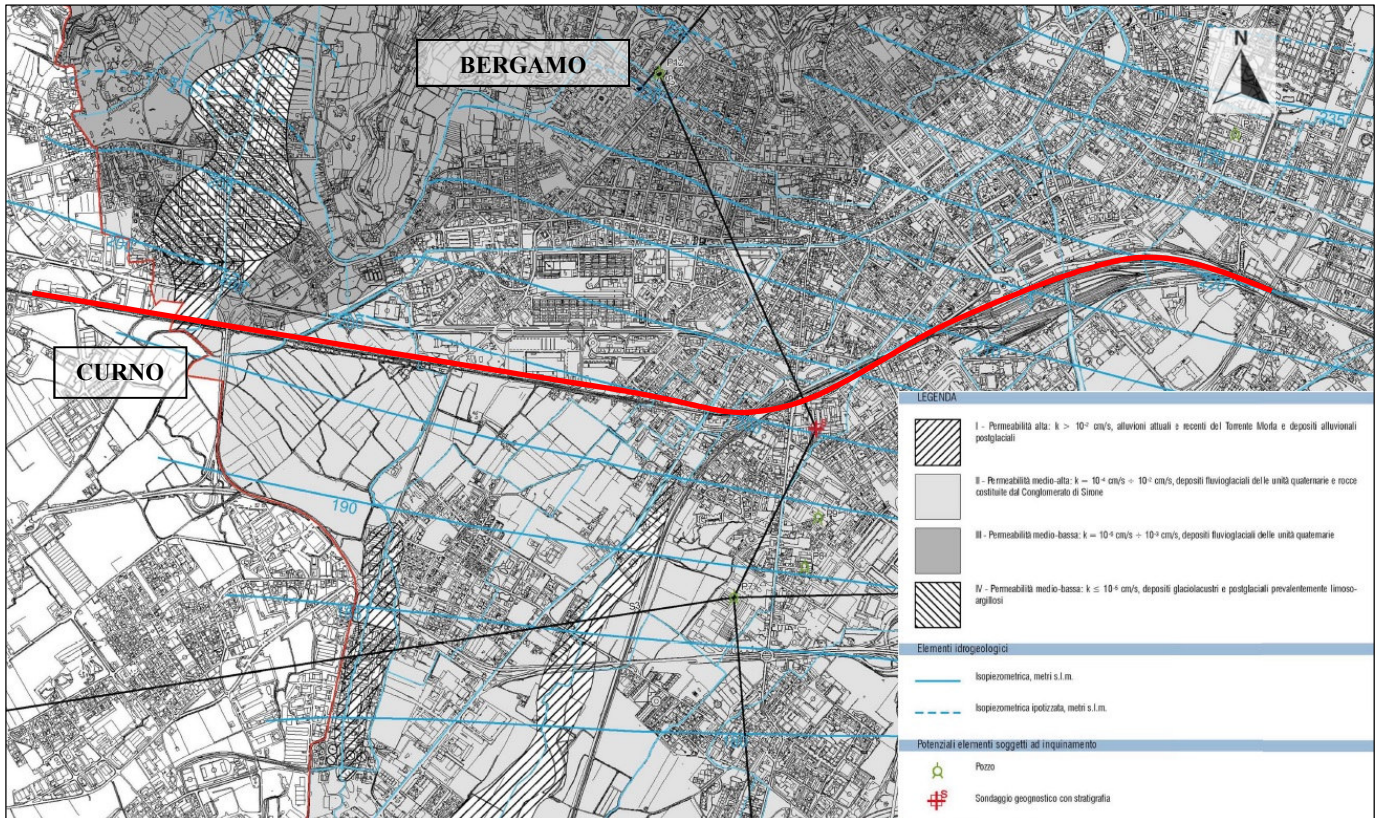 BERGAMO
N
235
CURNO
190
S3
LEGENDA
I - Permeabilità alta: k > 10⁻² cm/s, alluvioni attuali e recenti del Torrente Morla e depositi alluvionali
postglaciali
II - Permeabilità medio-alta: k = 10⁻⁴ cm/s ÷ 10⁻² cm/s, depositi fluvioglaciali delle unità quaternarie e rocce
costituite dal Conglomerato di Sirone
III - Permeabilità medio-bassa: k = 10⁻⁶ cm/s ÷ 10⁻³ cm/s, depositi fluvioglaciali delle unità quaternarie
IV - Permeabilità medio-bassa: k ≤ 10⁻⁶ cm/s, depositi glaciolacustri e postglaciali prevalentemente limoso-
argillosi
Elementi idrogeologici
Isopiezometrica, metri s.l.m.
Isopiezometrica ipotizzata, metri s.l.m.
Potenziali elementi soggetti ad inquinamento
Pozzo
S
Sondaggio geognostico con stratigrafia